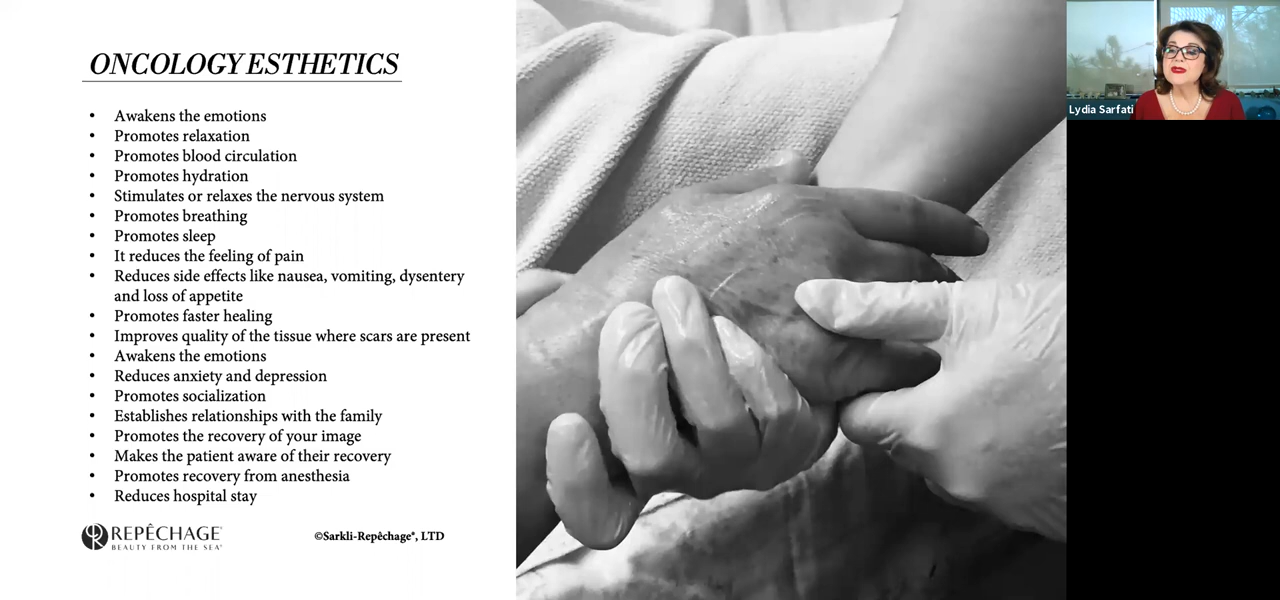 ONCOLOGY ESTHETICS
• Awakens the emotions
• Promotes relaxation
• Promotes blood circulation
• Promotes hydration
• Stimulates or relaxes the nervous system
• Promotes breathing
• Promotes sleep
• It reduces the feeling of pain
• Reduces side effects like nausea, vomiting, dysentery
and loss of appetite
• Promotes faster healing
• Improves quality of the tissue where scars are present
• Awakens the emotions
• Reduces anxiety and depression
• Promotes socialization
• Establishes relationships with the family
• Promotes the recovery of your image
• Makes the patient aware of their recovery
• Promotes recovery from anesthesia
• Reduces hospital stay
REPÊCHAGE®
BEAUTY FROM THE SEA®
©Sarkli-Repêchage®, LTD
Lydia Sarfati